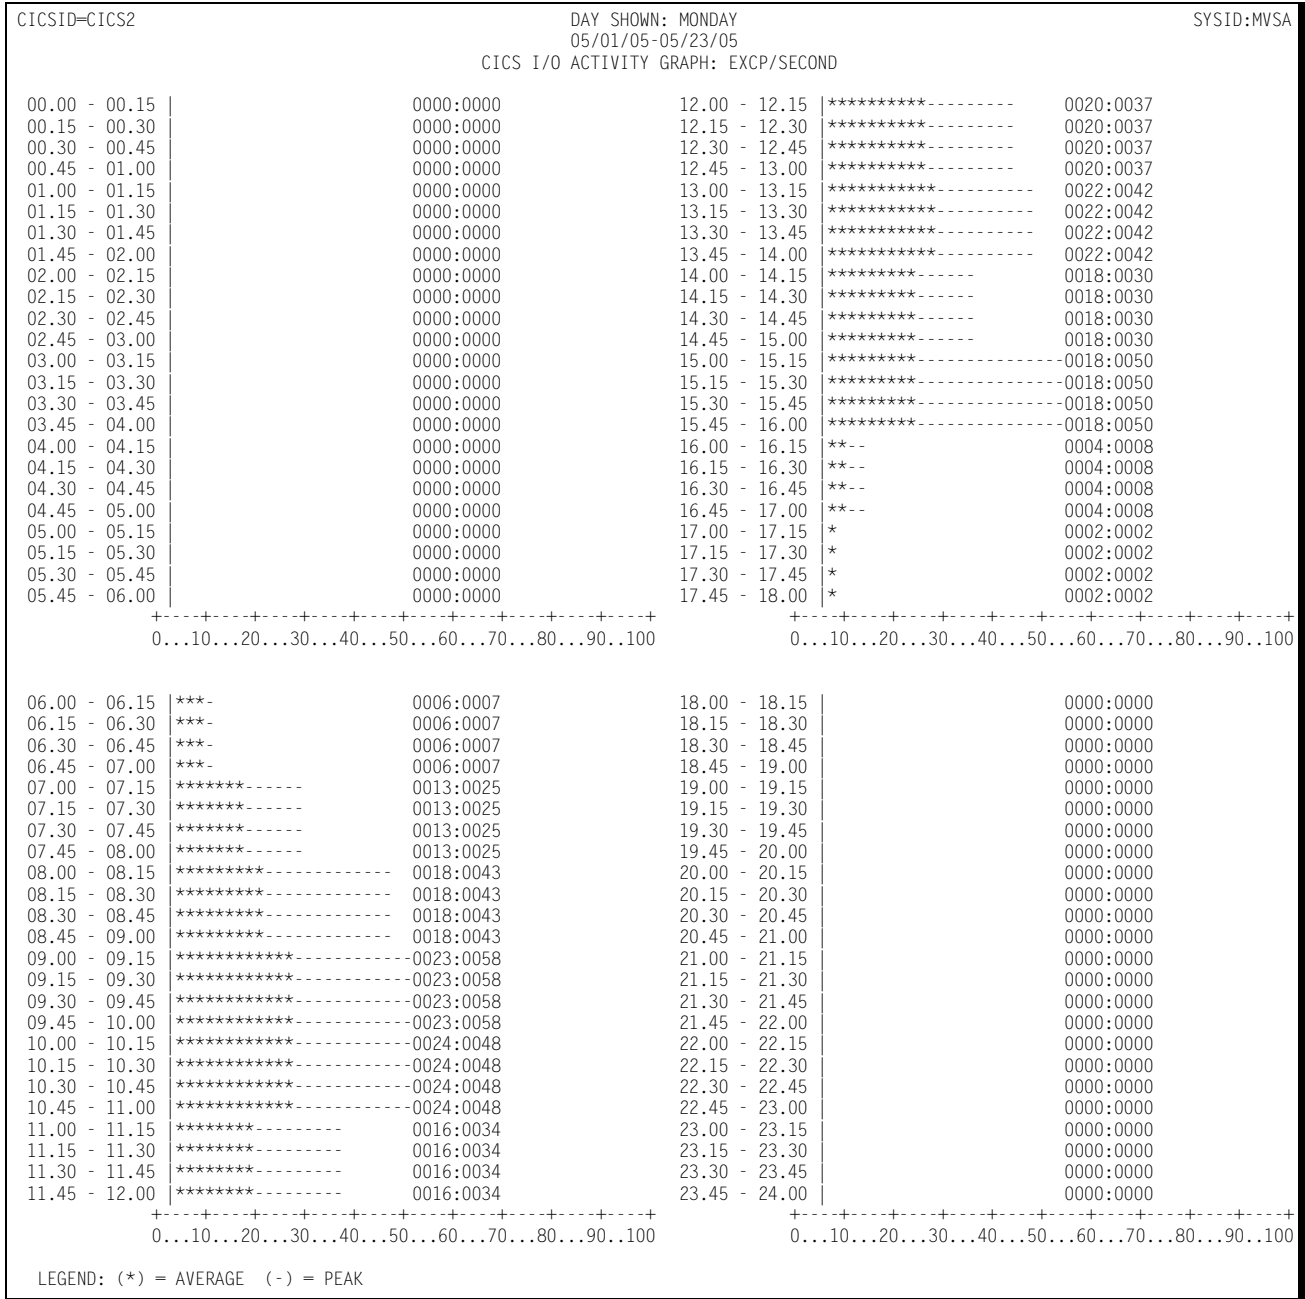 CICSID=CICS2 DAY SHOWN: MONDAY SYSID:MVSA
05/01/05-05/23/05
CICS I/O ACTIVITY GRAPH: EXCP/SECOND
00.00 - 00.15 | 0000:0000 12.00 - 12.15 |**********--------- 0020:0037
00.15 - 00.30 | 0000:0000 12.15 - 12.30 |**********--------- 0020:0037
00.30 - 00.45 | 0000:0000 12.30 - 12.45 |**********--------- 0020:0037
00.45 - 01.00 | 0000:0000 12.45 - 13.00 |**********--------- 0020:0037
01.00 - 01.15 | 0000:0000 13.00 - 13.15 |***********---------- 0022:0042
01.15 - 01.30 | 0000:0000 13.15 - 13.30 |***********---------- 0022:0042
01.30 - 01.45 | 0000:0000 13.30 - 13.45 |***********---------- 0022:0042
01.45 - 02.00 | 0000:0000 13.45 - 14.00 |***********---------- 0022:0042
02.00 - 02.15 | 0000:0000 14.00 - 14.15 |*********------ 0018:0030
02.15 - 02.30 | 0000:0000 14.15 - 14.30 |*********------ 0018:0030
02.30 - 02.45 | 0000:0000 14.30 - 14.45 |*********------ 0018:0030
02.45 - 03.00 | 0000:0000 14.45 - 15.00 |*********------ 0018:0030
03.00 - 03.15 | 0000:0000 15.00 - 15.15 |*********---------------0018:0050
03.15 - 03.30 | 0000:0000 15.15 - 15.30 |*********---------------0018:0050
03.30 - 03.45 | 0000:0000 15.30 - 15.45 |*********---------------0018:0050
03.45 - 04.00 | 0000:0000 15.45 - 16.00 |*********---------------0018:0050
04.00 - 04.15 | 0000:0000 16.00 - 16.15 |**-- 0004:0008
04.15 - 04.30 | 0000:0000 16.15 - 16.30 |**-- 0004:0008
04.30 - 04.45 | 0000:0000 16.30 - 16.45 |**-- 0004:0008
04.45 - 05.00 | 0000:0000 16.45 - 17.00 |**-- 0004:0008
05.00 - 05.15 | 0000:0000 17.00 - 17.15 |* 0002:0002
05.15 - 05.30 | 0000:0000 17.15 - 17.30 |* 0002:0002
05.30 - 05.45 | 0000:0000 17.30 - 17.45 |* 0002:0002
05.45 - 06.00 | 0000:0000 17.45 - 18.00 |* 0002:0002
+----+----+----+----+----+----+----+----+----+----+ +----+----+----+----+----+----+----+----+----+----+
0...10...20...30...40...50...60...70...80...90..100 0...10...20...30...40...50...60...70...80...90..100
06.00 - 06.15 |***- 0006:0007 18.00 - 18.15 | 0000:0000
06.15 - 06.30 |***- 0006:0007 18.15 - 18.30 | 0000:0000
06.30 - 06.45 |***- 0006:0007 18.30 - 18.45 | 0000:0000
06.45 - 07.00 |***- 0006:0007 18.45 - 19.00 | 0000:0000
07.00 - 07.15 |*******------ 0013:0025 19.00 - 19.15 | 0000:0000
07.15 - 07.30 |*******------ 0013:0025 19.15 - 19.30 | 0000:0000
07.30 - 07.45 |*******------ 0013:0025 19.30 - 19.45 | 0000:0000
07.45 - 08.00 |*******------ 0013:0025 19.45 - 20.00 | 0000:0000
08.00 - 08.15 |*********------------- 0018:0043 20.00 - 20.15 | 0000:0000
08.15 - 08.30 |*********------------- 0018:0043 20.15 - 20.30 | 0000:0000
08.30 - 08.45 |*********------------- 0018:0043 20.30 - 20.45 | 0000:0000
08.45 - 09.00 |*********------------- 0018:0043 20.45 - 21.00 | 0000:0000
09.00 - 09.15 |************------------0023:0058 21.00 - 21.15 | 0000:0000
09.15 - 09.30 |************------------0023:0058 21.15 - 21.30 | 0000:0000
09.30 - 09.45 |************------------0023:0058 21.30 - 21.45 | 0000:0000
09.45 - 10.00 |************------------0023:0058 21.45 - 22.00 | 0000:0000
10.00 - 10.15 |************------------0024:0048 22.00 - 22.15 | 0000:0000
10.15 - 10.30 |************------------0024:0048 22.15 - 22.30 | 0000:0000
10.30 - 10.45 |************------------0024:0048 22.30 - 22.45 | 0000:0000
10.45 - 11.00 |************------------0024:0048 22.45 - 23.00 | 0000:0000
11.00 - 11.15 |********--------- 0016:0034 23.00 - 23.15 | 0000:0000
11.15 - 11.30 |********--------- 0016:0034 23.15 - 23.30 | 0000:0000
11.30 - 11.45 |********--------- 0016:0034 23.30 - 23.45 | 0000:0000
11.45 - 12.00 |********--------- 0016:0034 23.45 - 24.00 | 0000:0000
+----+----+----+----+----+----+----+----+----+----+ +----+----+----+----+----+----+----+----+----+----+
0...10...20...30...40...50...60...70...80...90..100 0...10...20...30...40...50...60...70...80...90..100
LEGEND: (*) = AVERAGE (-) = PEAK